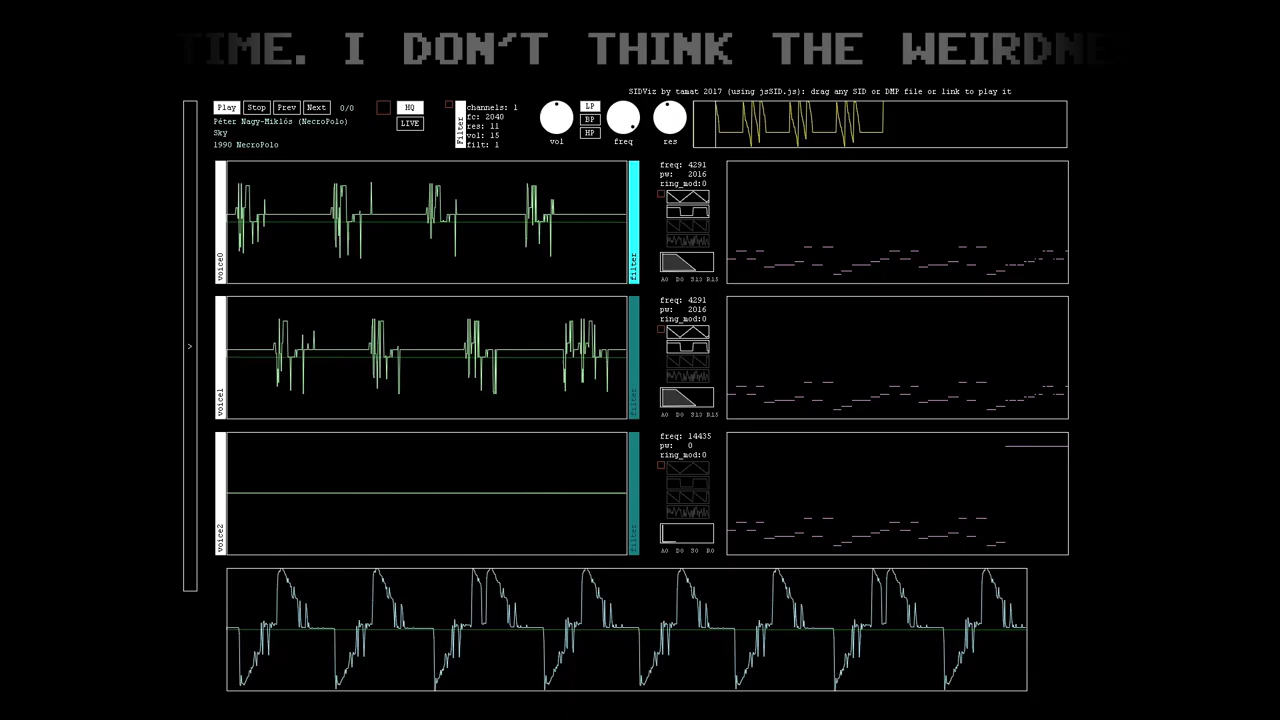 TIME. I DON'T THINK THE WEIRDNE
SIDViz by tamat 2017 (using jsSID.js): drag any SID or DMP file or link to play it
Play Stop Prev Next 0/0 HQ
LIVE
Péter Nagy-Miklós (NecroPolo)
Sky
1990 NecroPolo
Filter
channels: 1
fc: 2040
res: 11
vol: 15
filt: 1
vol
LP
BP
HP
freq
res
>
voice0
filter
freq: 4291
pw: 2016
ring_mod:0
A0 D0 S13 R15
voice1
filter
freq: 4291
pw: 2016
ring_mod:0
A0 D0 S13 R15
voice2
filter
freq: 14435
pw: 0
ring_mod:0
A0 D0 S0 R0